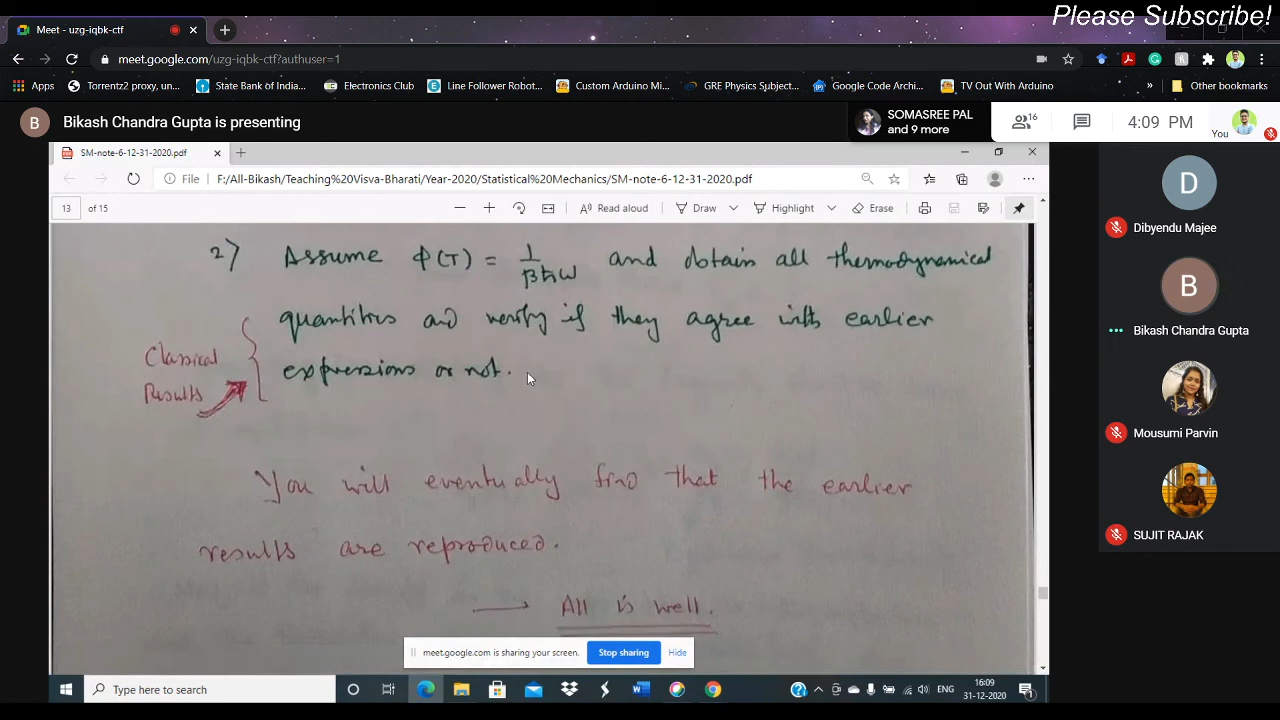 Please Subscribe!
Meet - uzg-iqbk-ctf
meet.google.com/uzg-iqbk-ctf?authuser=1
Apps
Torrentz2 proxy, un...
State Bank of India...
Electronics Club
Line Follower Robot...
Custom Arduino Mi...
GRE Physics Subject...
Google Code Archi...
TV Out With Arduino
»
Other bookmarks
B
Bikash Chandra Gupta is presenting
SOMASREE PAL
and 9 more
16
4:09 PM
You
SM-note-6-12-31-2020.pdf
File
F:/All-Bikash/Teaching%20Visva-Bharati/Year-2020/Statistical%20Mechanics/SM-note-6-12-31-2020.pdf
13 of 15
Read aloud
Draw
Highlight
Erase
2) Assume Φ(T) = 1/βħω and obtain all thermodynamical
quantities and verify if they agree with earlier
expressions or not.
Classical
Results
You will eventually find that the earlier
results are reproduced.
→ All is well.
meet.google.com is sharing your screen.
Stop sharing
Hide
D
Dibyendu Majee
B
Bikash Chandra Gupta
Mousumi Parvin
SUJIT RAJAK
Type here to search
ENG
16:09
31-12-2020